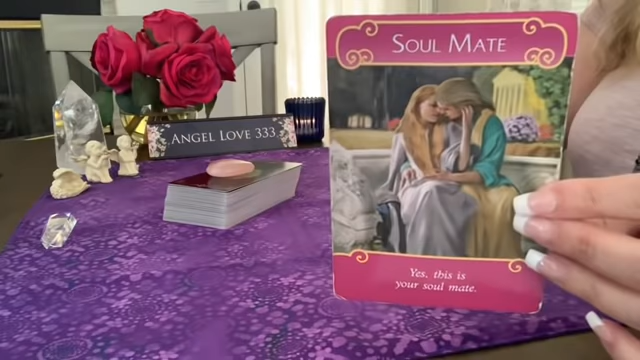 SOUL MATE
ANGEL LOVE 333
Yes, this is
your soul mate.